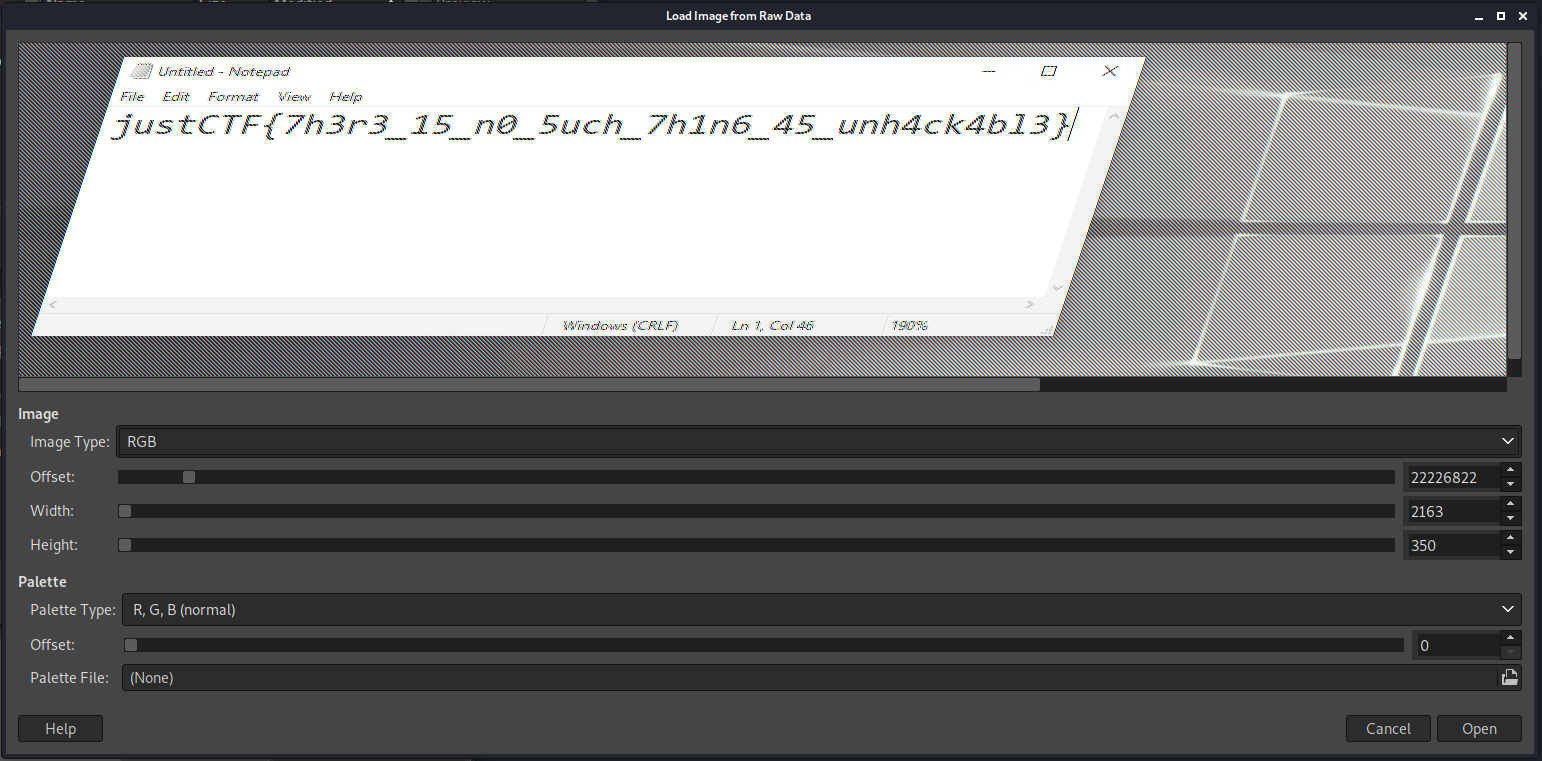 Load Image from Raw Data
Untitled - Notepad
File Edit Format View Help
justCTF{7h3r3_15_n0_5uch_7h1n6_45_unh4ck4bl3}
Windows (CRLF) Ln 1, Col 46 190%
Image
Image Type: RGB
Offset: 22226822
Width: 2163
Height: 350
Palette
Palette Type: R, G, B (normal)
Offset: 0
Palette File: (None)
Help Cancel Open